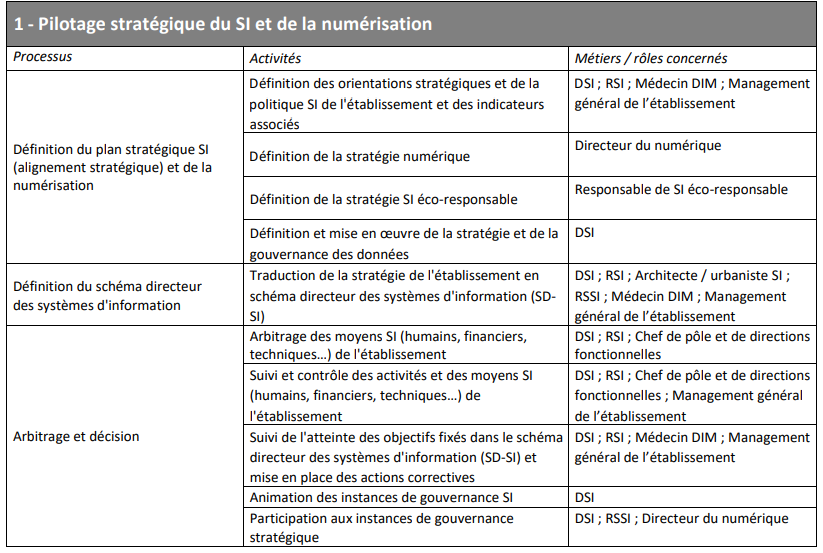 1 - Pilotage stratégique du SI et de la numérisation
Processus
Activités
Métiers / rôles concernés
Définition du plan stratégique SI
(alignement stratégique) et de la
numérisation
Définition des orientations stratégiques et de la
politique SI de l'établissement et des indicateurs
associés
DSI ; RSI ; Médecin DIM ; Management
général de l’établissement
Définition de la stratégie numérique
Directeur du numérique
Définition de la stratégie SI éco-responsable
Responsable de SI éco-responsable
Définition et mise en œuvre de la stratégie et de la
gouvernance des données
DSI
Définition du schéma directeur
des systèmes d'information
Traduction de la stratégie de l'établissement en
schéma directeur des systèmes d'information (SD-
SI)
DSI ; RSI ; Architecte / urbaniste SI ;
RSSI ; Médecin DIM ; Management
général de l’établissement
Arbitrage et décision
Arbitrage des moyens SI (humains, financiers,
techniques…) de l'établissement
DSI ; RSI ; Chef de pôle et de directions
fonctionnelles
Suivi et contrôle des activités et des moyens SI
(humains, financiers, techniques…) de
l'établissement
DSI ; RSI ; Chef de pôle et de directions
fonctionnelles ; Management général
de l’établissement
Suivi de l'atteinte des objectifs fixés dans le schéma
directeur des systèmes d'information (SD-SI) et
mise en place des actions correctives
DSI ; RSI ; Médecin DIM ; Management
général de l’établissement
Animation des instances de gouvernance SI
DSI
Participation aux instances de gouvernance
stratégique
DSI ; RSSI ; Directeur du numérique